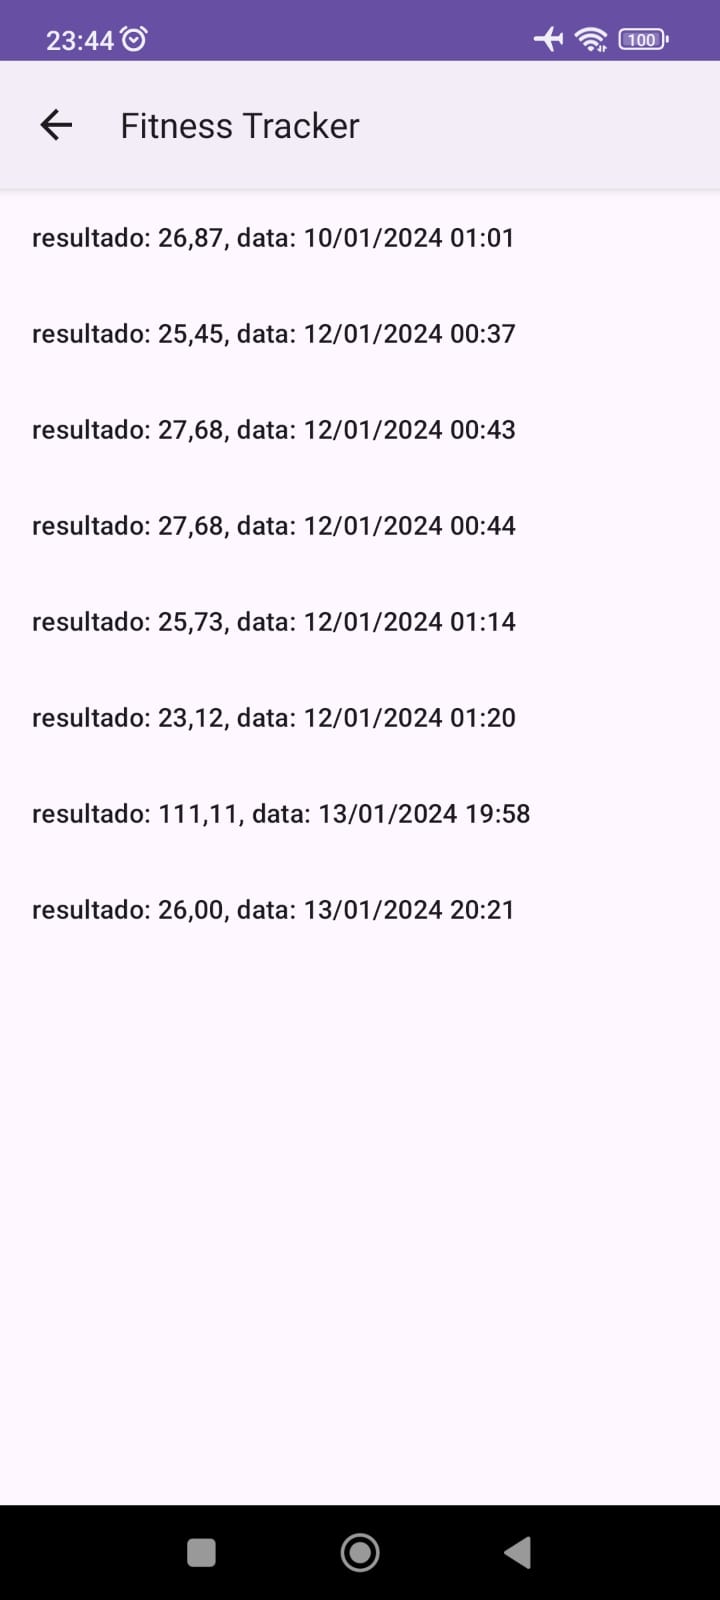 23:44
100
Fitness Tracker
resultado: 26,87, data: 10/01/2024 01:01
resultado: 25,45, data: 12/01/2024 00:37
resultado: 27,68, data: 12/01/2024 00:43
resultado: 27,68, data: 12/01/2024 00:44
resultado: 25,73, data: 12/01/2024 01:14
resultado: 23,12, data: 12/01/2024 01:20
resultado: 111,11, data: 13/01/2024 19:58
resultado: 26,00, data: 13/01/2024 20:21